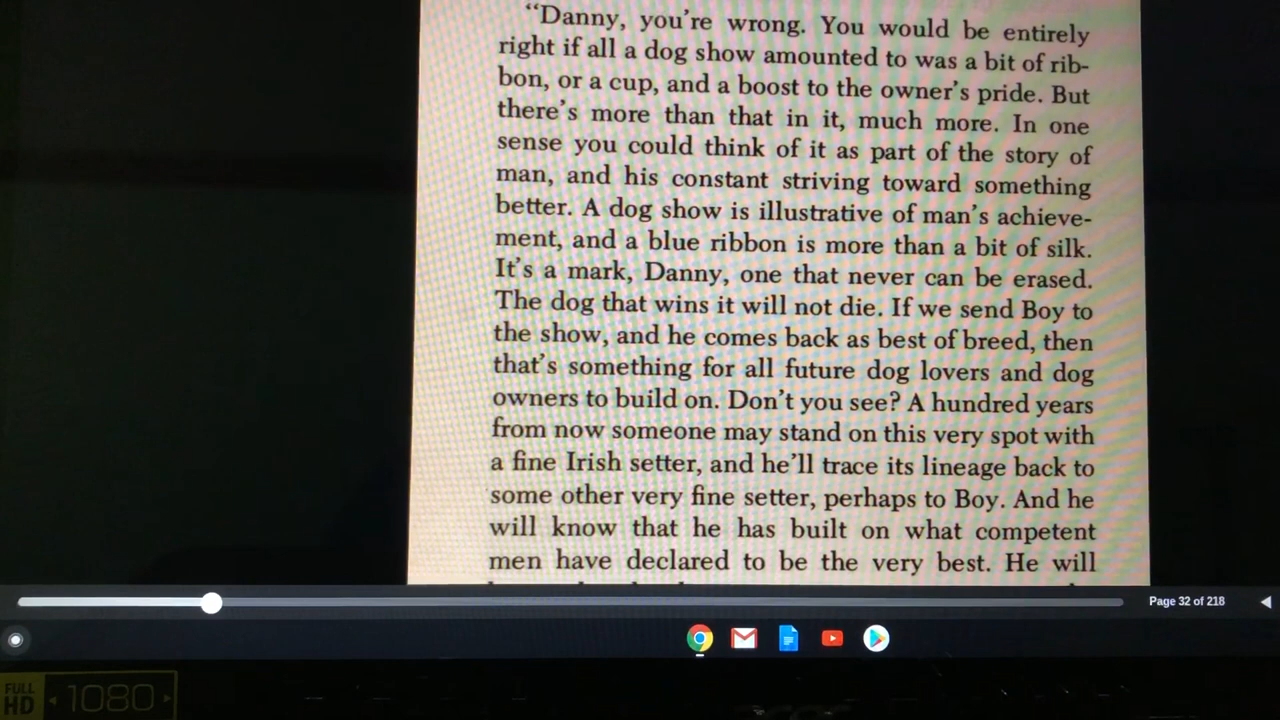 “Danny, you’re wrong. You would be entirely
right if all a dog show amounted to was a bit of rib-
bon, or a cup, and a boost to the owner’s pride. But
there’s more than that in it, much more. In one
sense you could think of it as part of the story of
man, and his constant striving toward something
better. A dog show is illustrative of man’s achieve-
ment, and a blue ribbon is more than a bit of silk.
It’s a mark, Danny, one that never can be erased.
The dog that wins it will not die. If we send Boy to
the show, and he comes back as best of breed, then
that’s something for all future dog lovers and dog
owners to build on. Don’t you see? A hundred years
from now someone may stand on this very spot with
a fine Irish setter, and he’ll trace its lineage back to
some other very fine setter, perhaps to Boy. And he
will know that he has built on what competent
men have declared to be the very best. He will
Page 32 of 218
FULL HD 1080